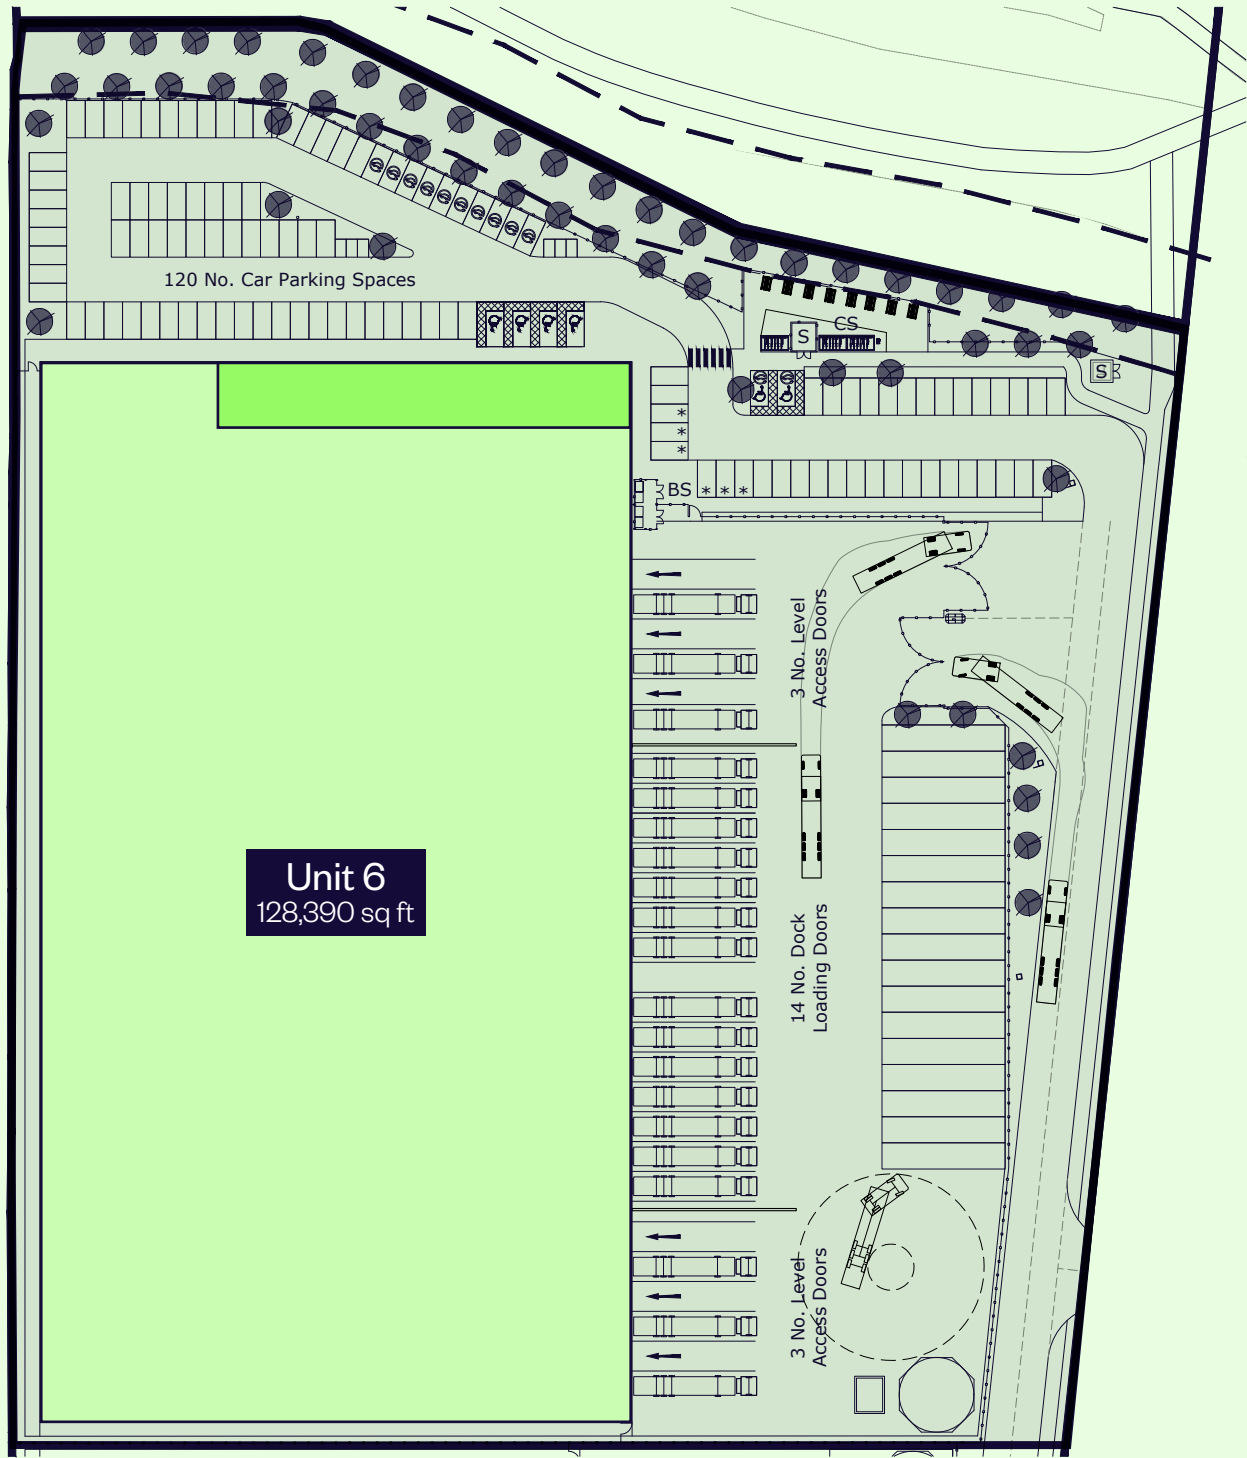 120 No. Car Parking Spaces
CS
S
S
*
*
*
BS
* * *
3 No. Level
Access Doors
Unit 6
128,390 sq ft
14 No. Dock
Loading Doors
3 No. Level
Access Doors